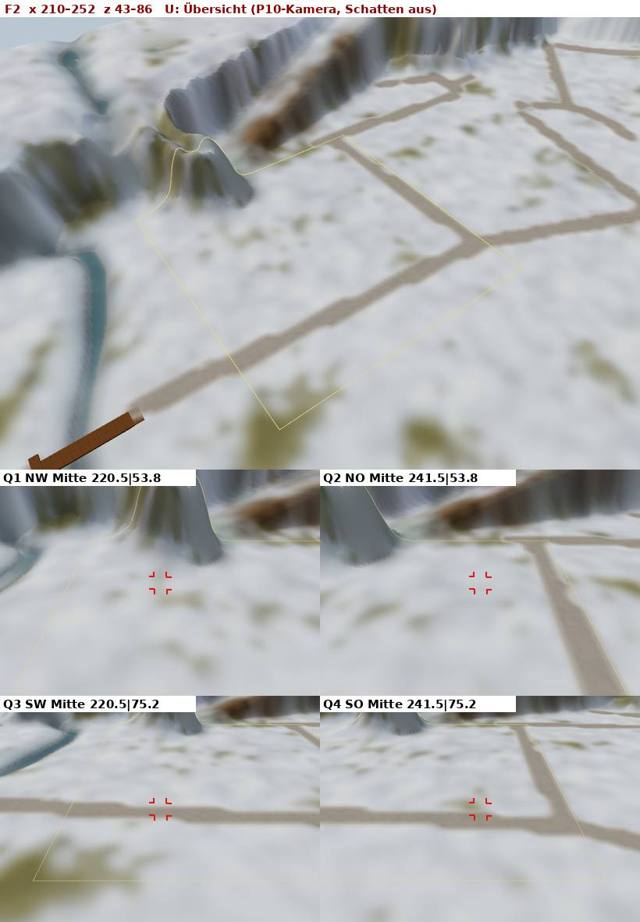 F2  x 210–252  z 43–86   U: Übersicht (P10-Kamera, Schatten aus)
Q1 NW Mitte 220.5|53.8
Q2 NO Mitte 241.5|53.8
Q3 SW Mitte 220.5|75.2
Q4 SO Mitte 241.5|75.2